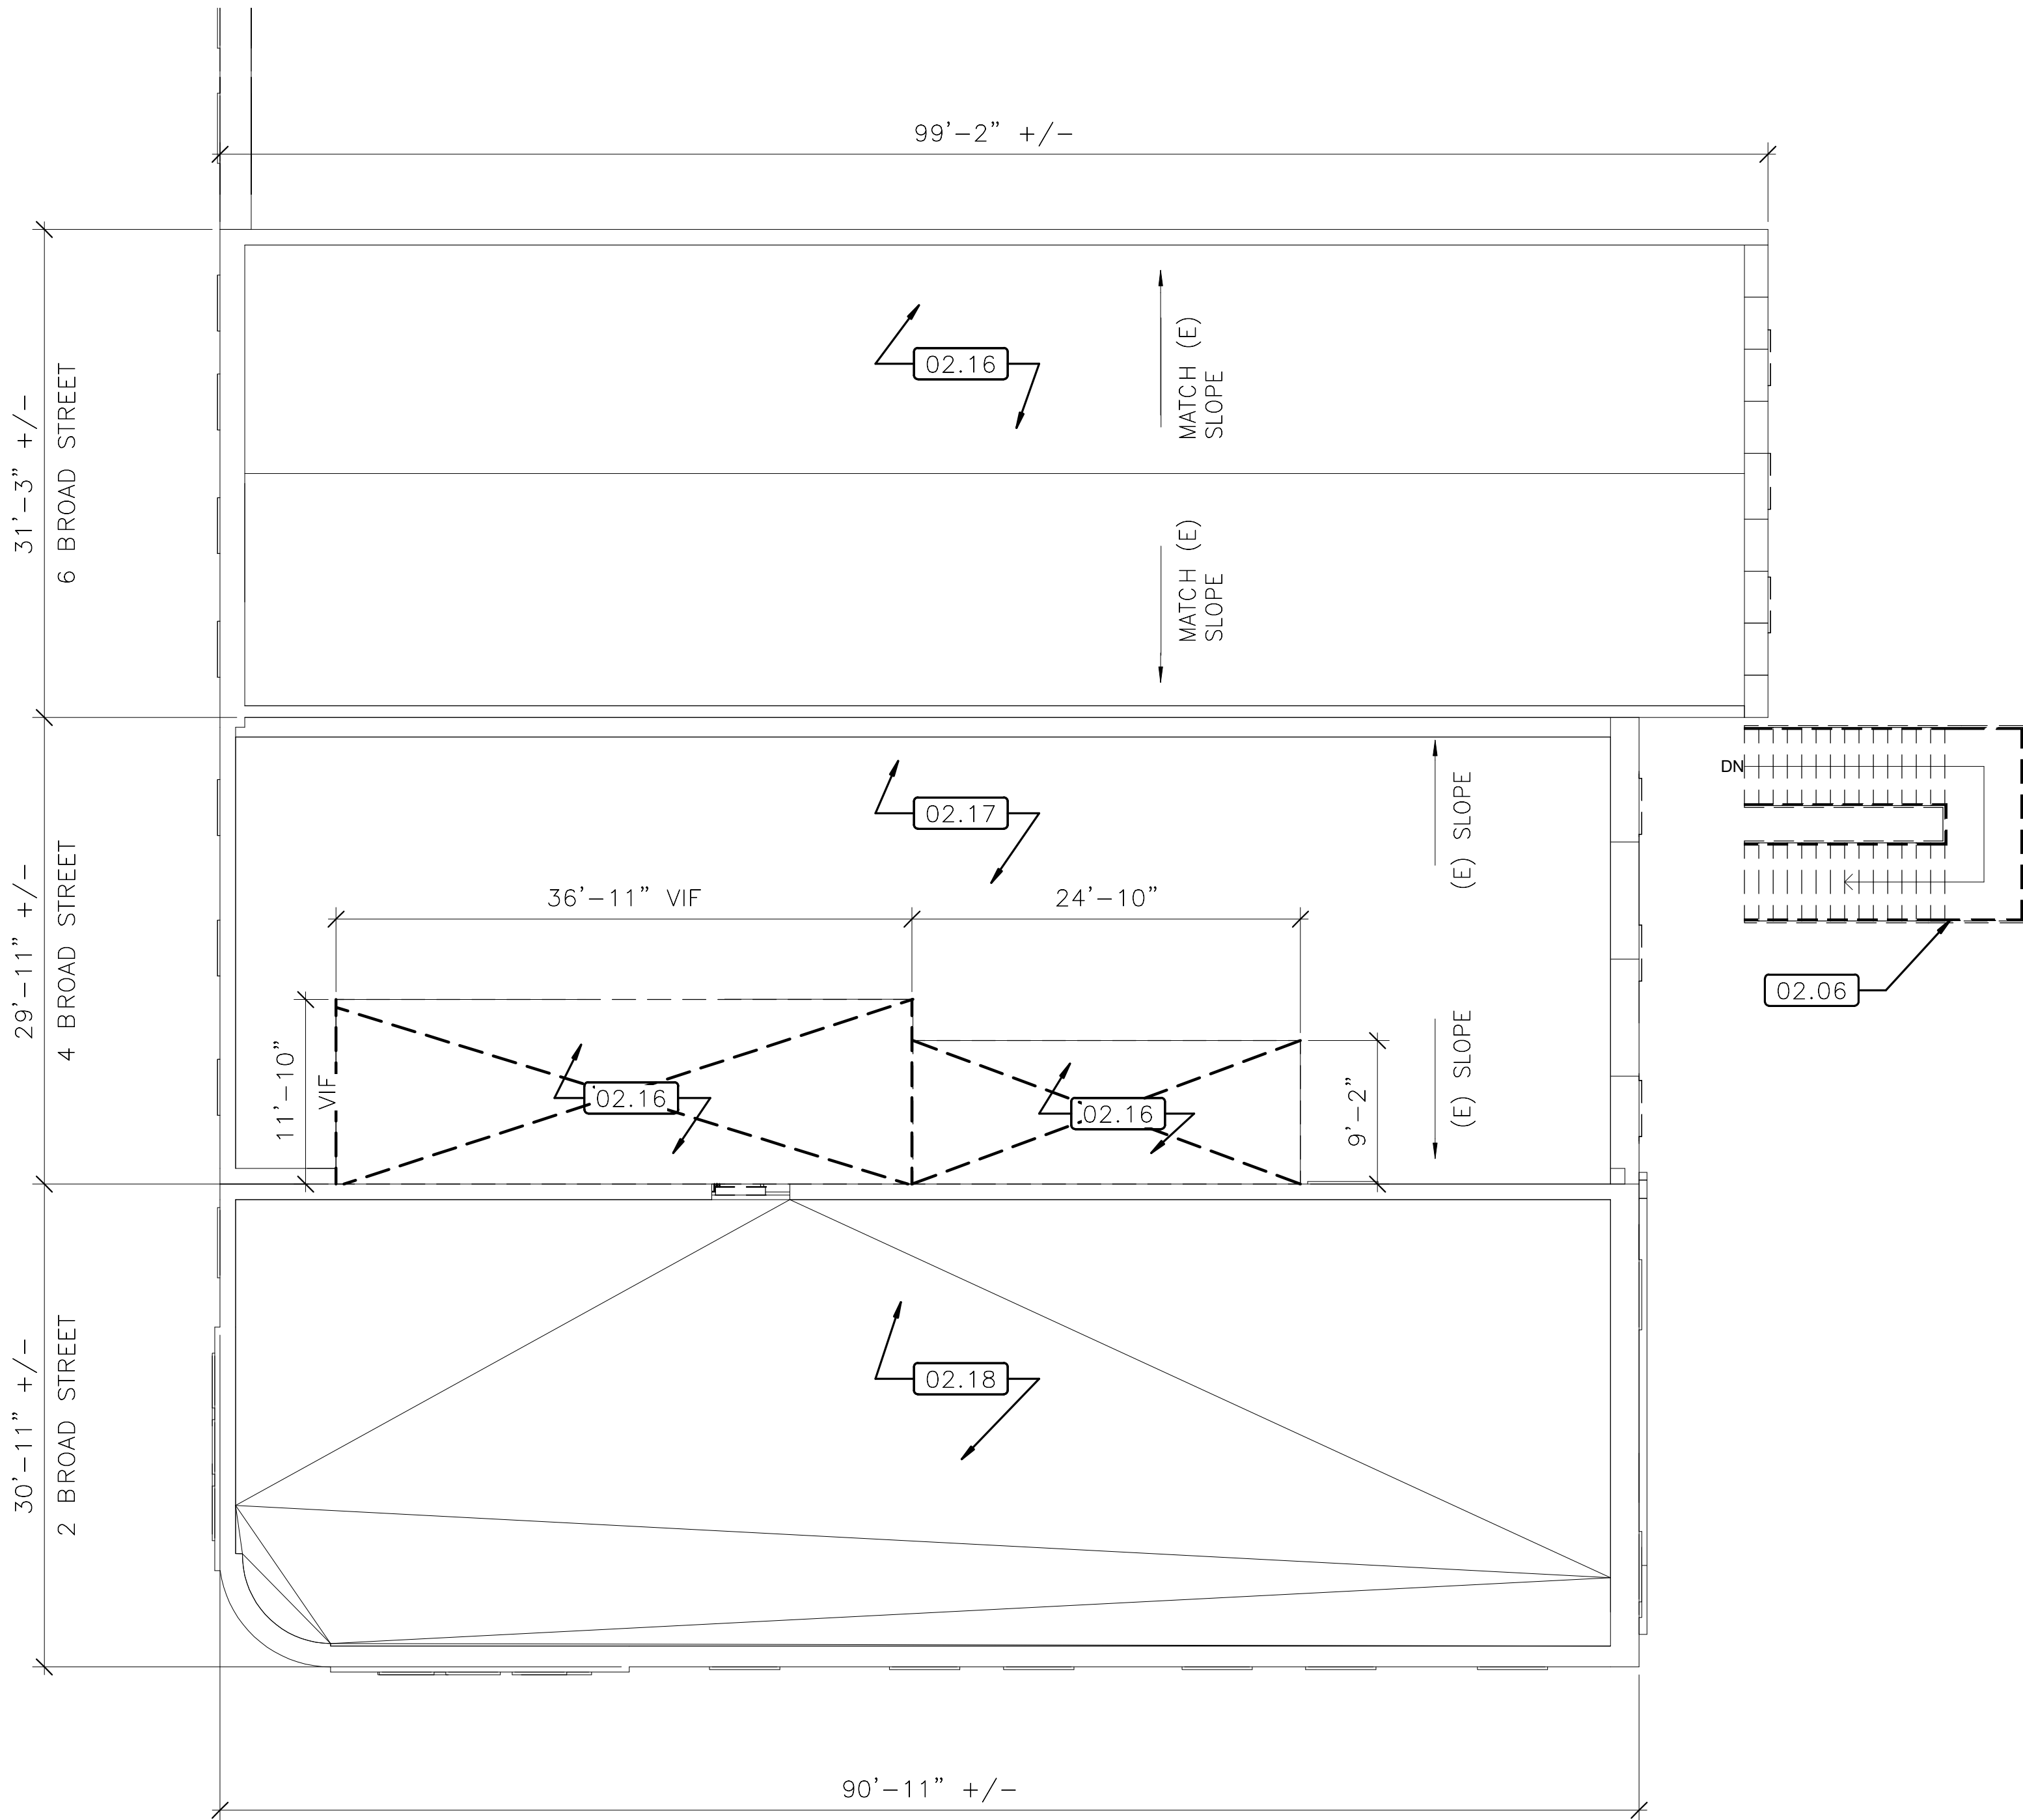 99'-2" +/-
31'-3" +/-
6 BROAD STREET
02.16
MATCH (E)
SLOPE
MATCH (E)
SLOPE
29'-11" +/-
4 BROAD STREET
02.17
(E) SLOPE
DN
36'-11" VIF
24'-10"
02.06
11'-10"
VIF
02.16
02.16
9'-2"
(E) SLOPE
30'-11" +/-
2 BROAD STREET
02.18
90'-11" +/-